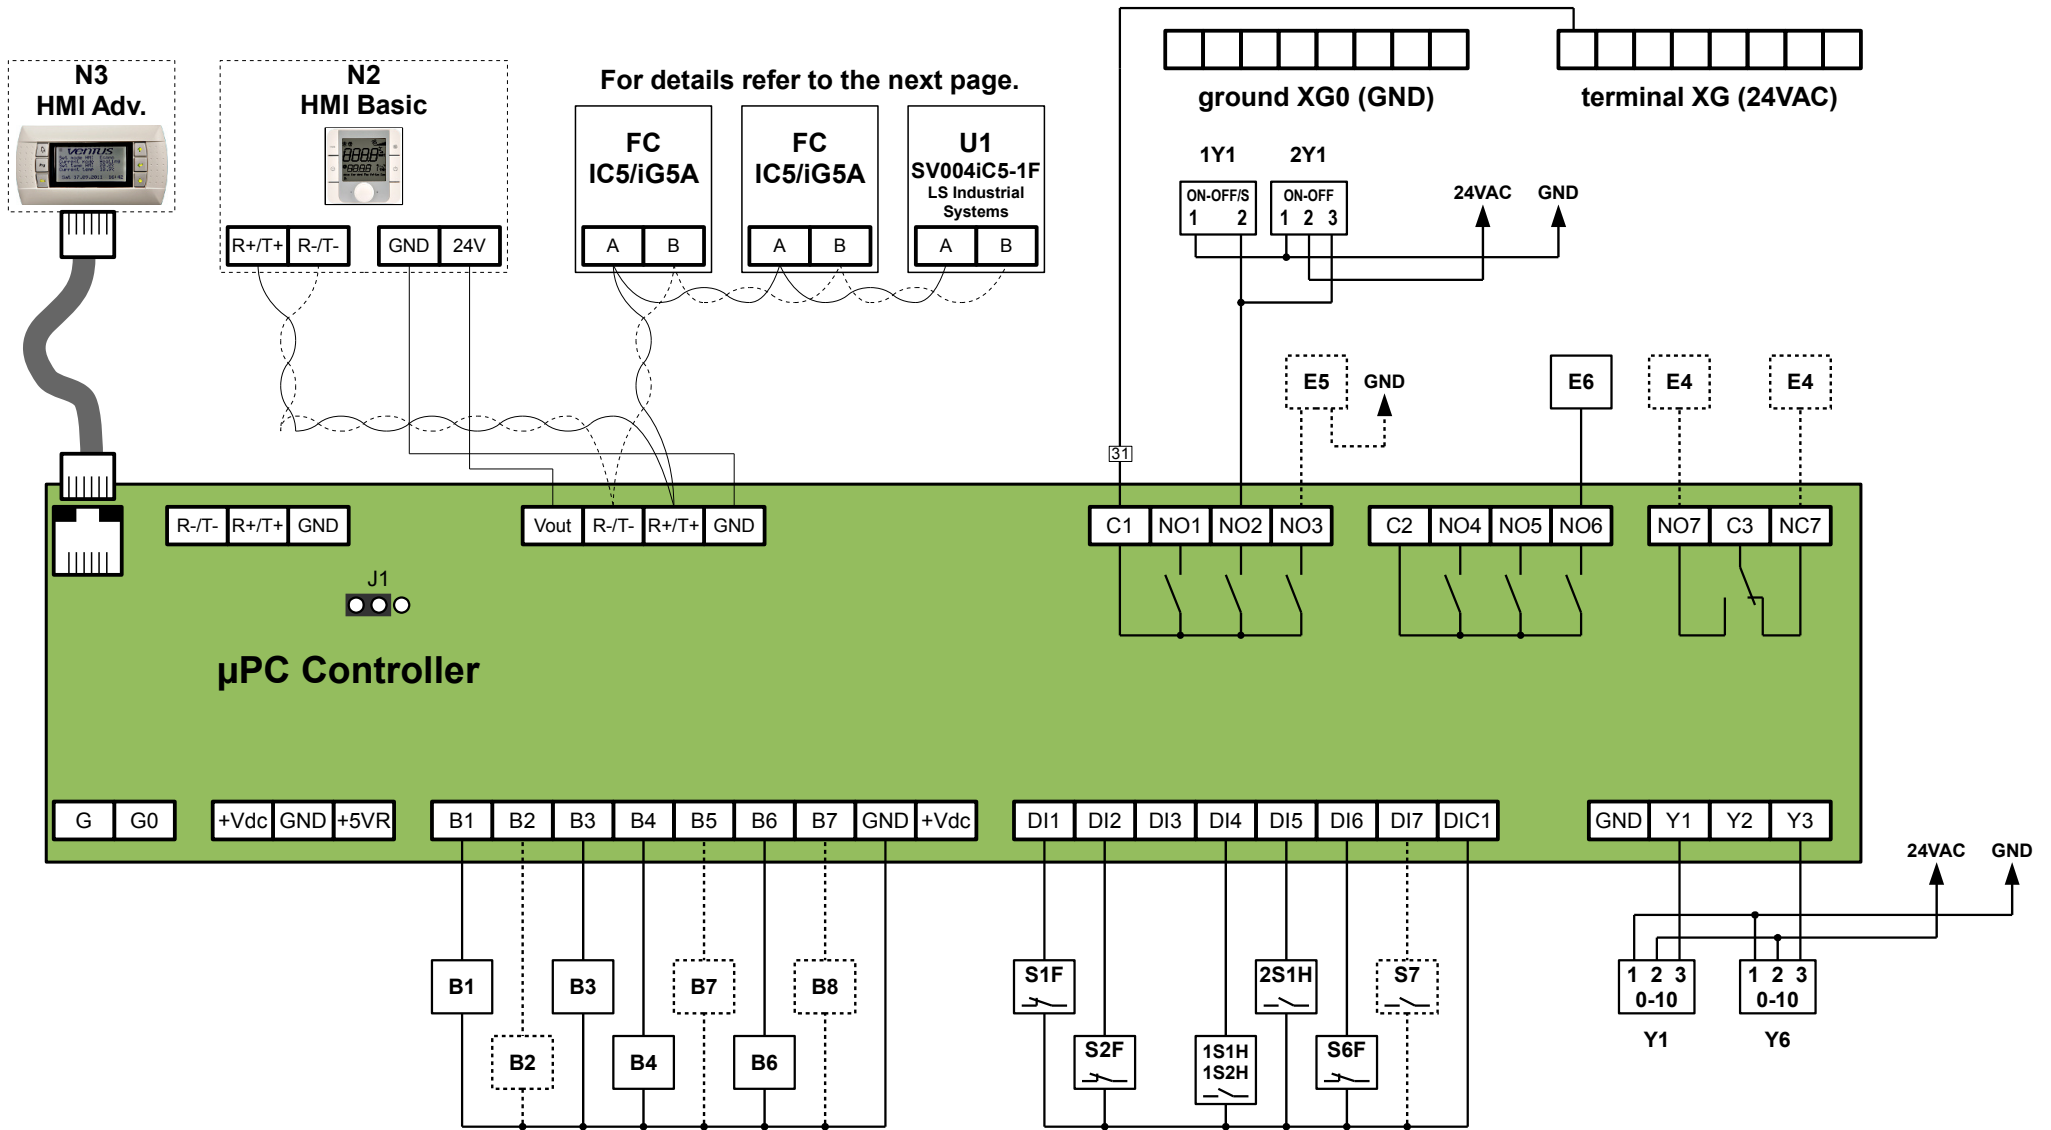 N3
HMI Adv.
VENTUS
N2
HMI Basic
R+/T+ R-/T- GND 24V
For details refer to the next page.
FC
IC5/iG5A
A B
FC
IC5/iG5A
A B
U1
SV004iC5-1F
LS Industrial
Systems
A B
ground XG0 (GND)
terminal XG (24VAC)
1Y1 2Y1
ON-OFF/S
1 2
ON-OFF
1 2 3
24VAC GND
E5 GND E6 E4 E4
31
R-/T- R+/T+ GND
Vout R-/T- R+/T+ GND
C1 NO1 NO2 NO3
C2 NO4 NO5 NO6
NO7 C3 NC7
J1
µPC Controller
G G0
+Vdc GND +5VR
B1 B2 B3 B4 B5 B6 B7 GND +Vdc
DI1 DI2 DI3 DI4 DI5 DI6 DI7 DIC1
GND Y1 Y2 Y3
24VAC GND
B1 B3 B7 B8
B2 B4 B6
S1F 2S1H S7
S2F
1S1H
1S2H
S6F
1 2 3
0-10
Y1
1 2 3
0-10
Y6